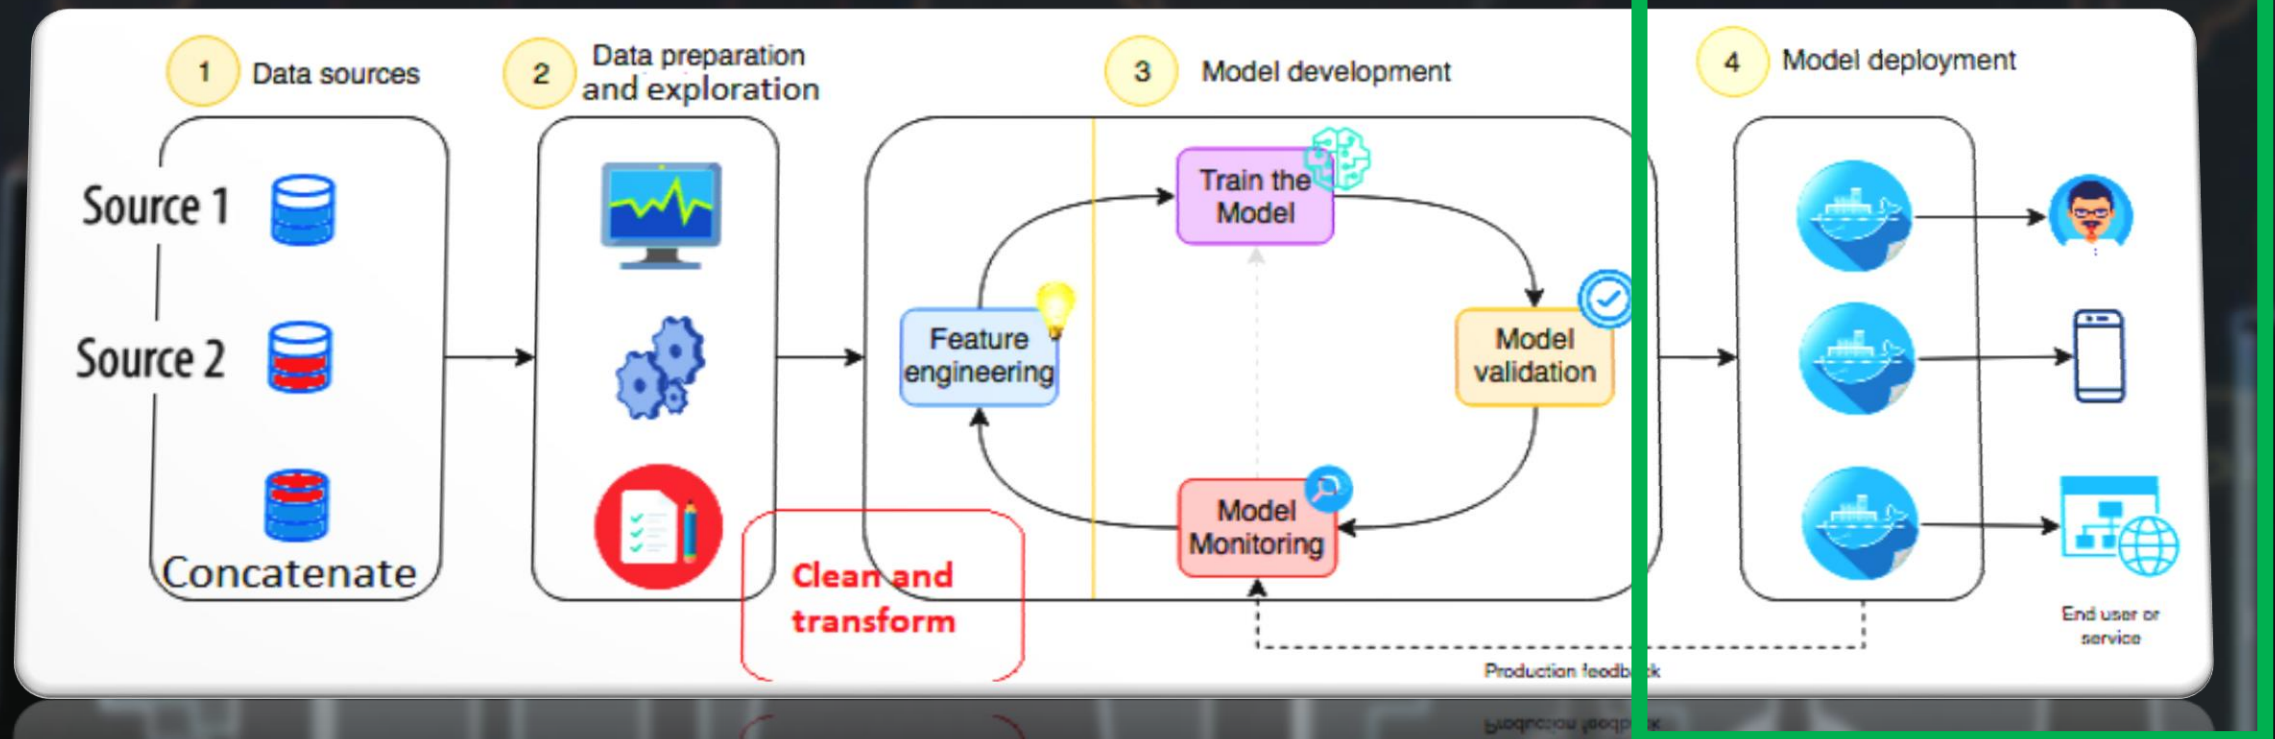 1
Data sources
2
Data preparation
and exploration
3
Model development
4
Model deployment
Source 1
Source 2
Concatenate
Clean and
transform
Feature
engineering
Train the
Model
Model
validation
Model
Monitoring
Production feedback
End user or
service